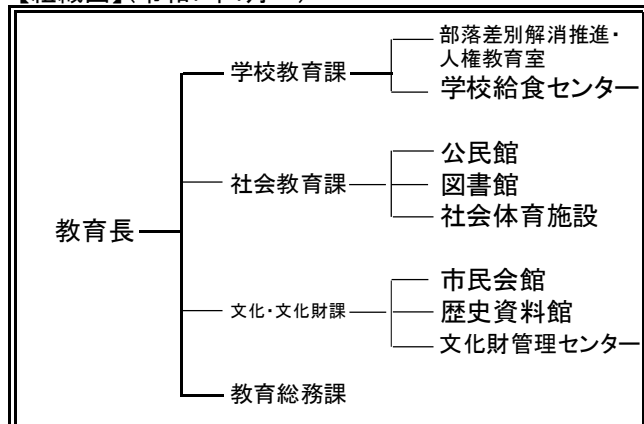 部落差別解消推進・
人権教育室
学校教育課
学校給食センター
公民館
社会教育課
図書館
社会体育施設
教育長
市民会館
文化・文化財課
歴史資料館
文化財管理センター
教育総務課